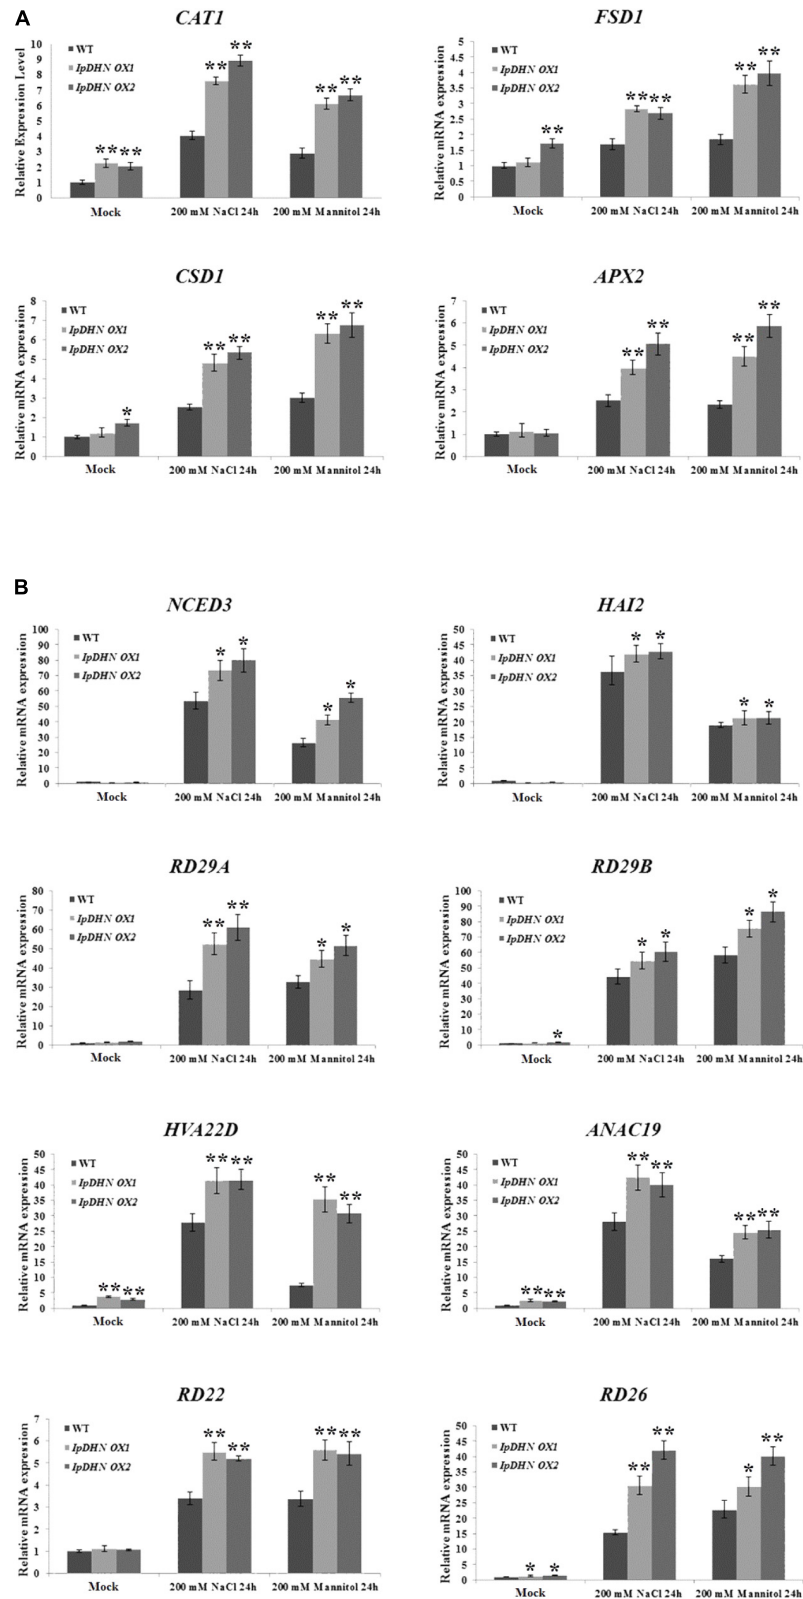 A
CAT1
Relative Expression Level
10
9
8
7
6
5
4
3
2
1
0
WT
IpDHN OX1
IpDHN OX2
** **
** **
** **
Mock
200 mM NaCl 24h
200 mM Mannitol 24h
FSD1
Relative mRNA expression
5
4.5
4
3.5
3
2.5
2
1.5
1
0.5
0
WT
IpDHN OX1
IpDHN OX2
**
** **
** **
Mock
200 mM NaCl 24h
200 mM Mannitol 24h
CSD1
Relative mRNA expression
8
7
6
5
4
3
2
1
0
WT
IpDHN OX1
IpDHN OX2
*
** **
** **
Mock
200 mM NaCl 24h
200 mM Mannitol 24h
APX2
Relative mRNA expression
7
6
5
4
3
2
1
0
WT
IpDHN OX1
IpDHN OX2
** **
** **
Mock
200 mM NaCl 24h
200 mM Mannitol 24h
B
NCED3
Relative mRNA expression
100
90
80
70
60
50
40
30
20
10
0
WT
IpDHN OX1
IpDHN OX2
* *
* *
Mock
200 mM NaCl 24h
200 mM Mannitol 24h
HAI2
Relative mRNA expression
50
45
40
35
30
25
20
15
10
5
0
WT
IpDHN OX1
IpDHN OX2
* *
* *
Mock
200 mM NaCl 24h
200 mM Mannitol 24h
RD29A
Relative mRNA expression
80
70
60
50
40
30
20
10
0
WT
IpDHN OX1
IpDHN OX2
** **
* *
Mock
200 mM NaCl 24h
200 mM Mannitol 24h
RD29B
Relative mRNA expression
100
90
80
70
60
50
40
30
20
10
0
WT
IpDHN OX1
IpDHN OX2
*
* *
* *
Mock
200 mM NaCl 24h
200 mM Mannitol 24h
HVA22D
Relative mRNA expression
50
45
40
35
30
25
20
15
10
5
0
WT
IpDHN OX1
IpDHN OX2
** **
** **
** **
Mock
200 mM NaCl 24h
200 mM Mannitol 24h
ANAC19
Relative mRNA expression
50
45
40
35
30
25
20
15
10
5
0
WT
IpDHN OX1
IpDHN OX2
** **
** **
** **
Mock
200 mM NaCl 24h
200 mM Mannitol 24h
RD22
Relative mRNA expression
7
6
5
4
3
2
1
0
WT
IpDHN OX1
IpDHN OX2
** **
** **
Mock
200 mM NaCl 24h
200 mM Mannitol 24h
RD26
Relative mRNA expression
50
45
40
35
30
25
20
15
10
5
0
WT
IpDHN OX1
IpDHN OX2
* *
** **
* **
Mock
200 mM NaCl 24h
200 mM Mannitol 24h